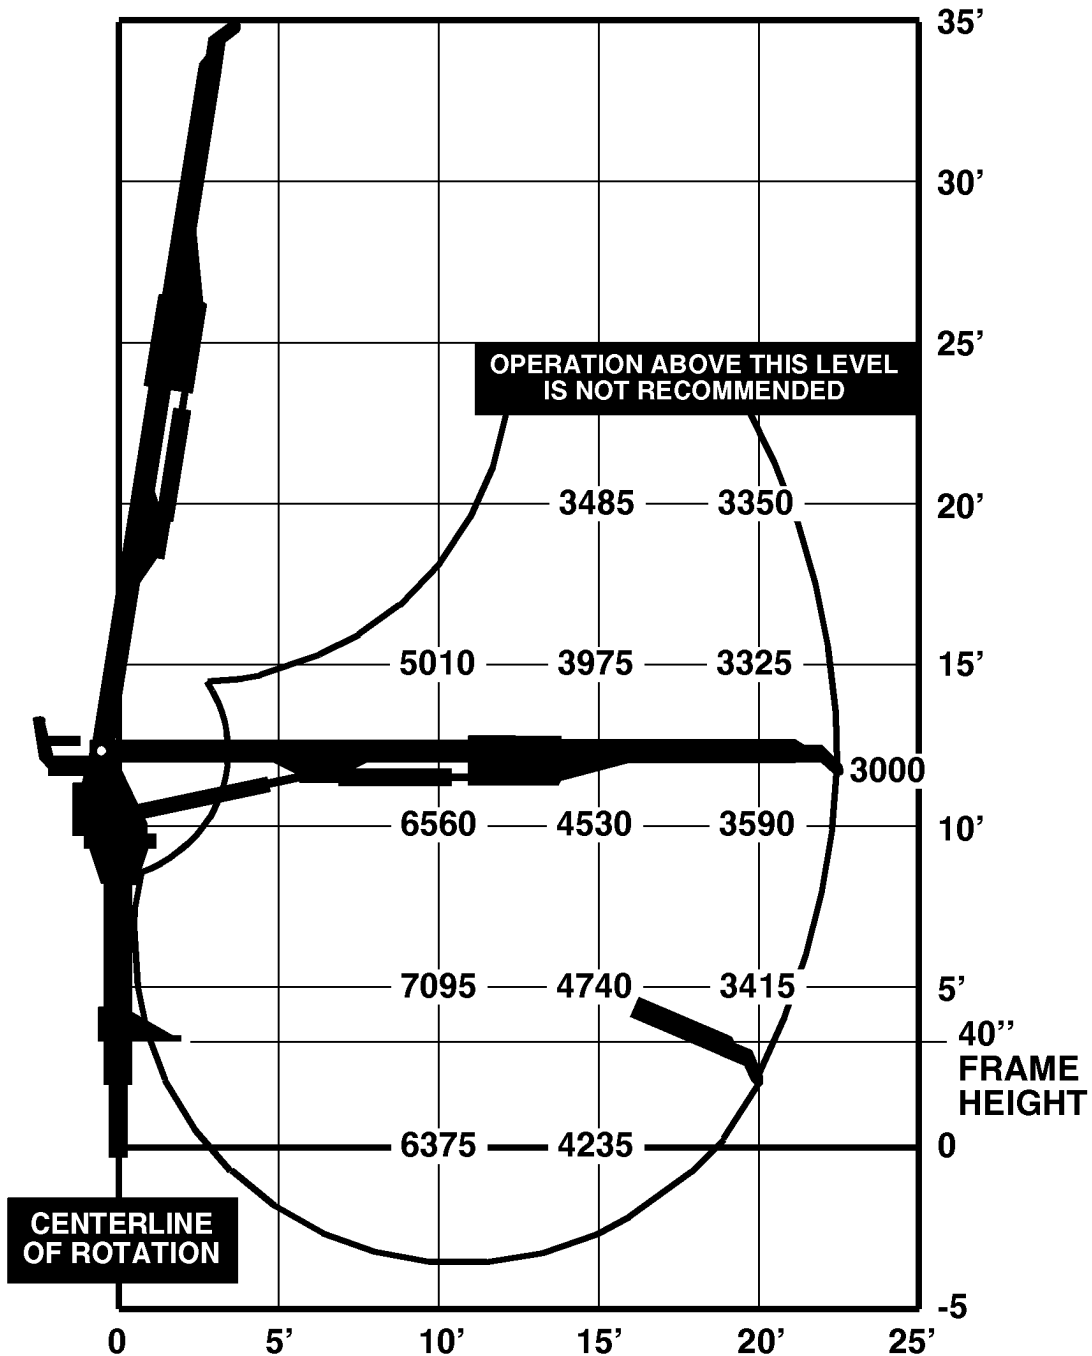 35’
30’
25’
OPERATION ABOVE THIS LEVEL
IS NOT RECOMMENDED
3485 3350 20’
5010 3975 3325 15’
3000
6560 4530 3590 10’
7095 4740 3415 5’
40”
FRAME
HEIGHT
6375 4235 0
CENTERLINE
OF ROTATION
-5
0 5’ 10’ 15’ 20’ 25’